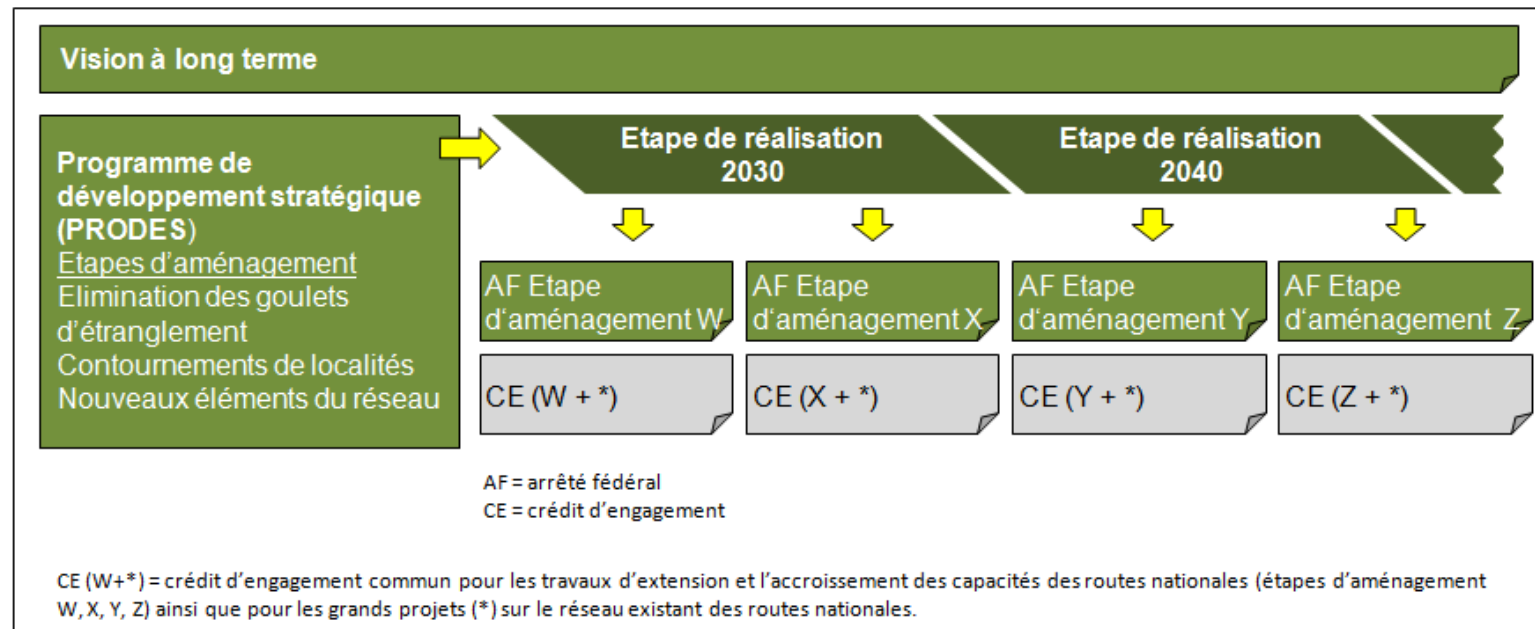 Vision à long terme
Programme de
développement stratégique
(PRODES)
Etapes d'aménagement
Elimination des goulets
d'étranglement
Contournements de localités
Nouveaux éléments du réseau
Etape de réalisation
2030
Etape de réalisation
2040
AF Etape
d'aménagement W
AF Etape
d'aménagement X
AF Etape
d'aménagement Y
AF Etape
d'aménagement Z
CE (W + *)
CE (X + *)
CE (Y + *)
CE (Z + *)
AF = arrêté fédéral
CE = crédit d'engagement
CE (W+*) = crédit d'engagement commun pour les travaux d'extension et l'accroissement des capacités des routes nationales (étapes d'aménagement
W, X, Y, Z) ainsi que pour les grands projets (*) sur le réseau existant des routes nationales.